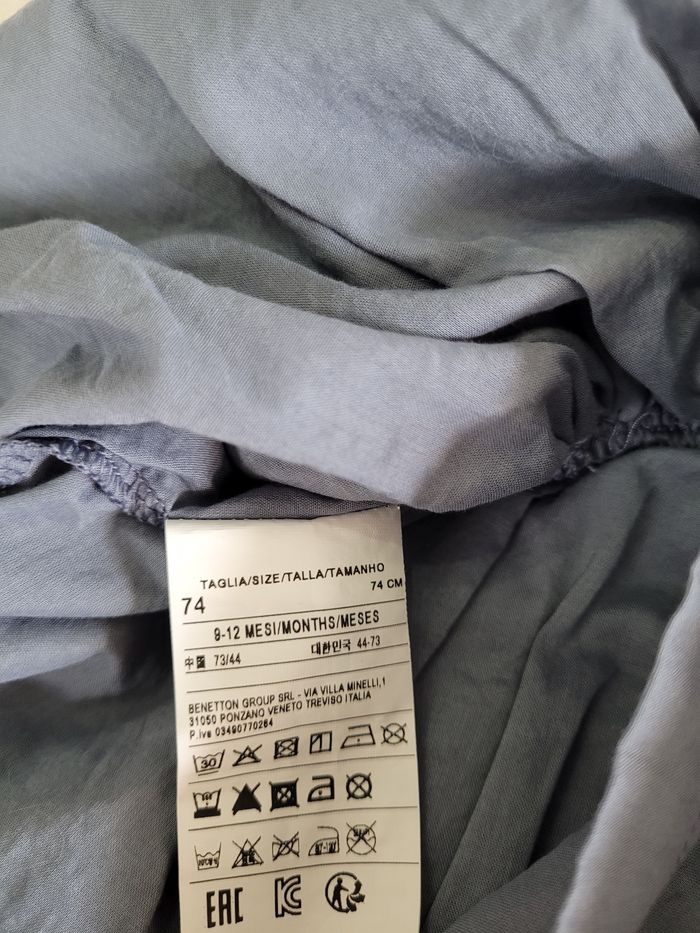 TAGLIA/SIZE/TALLA/TAMANHO
74 74 CM
9-12 MESI/MONTHS/MESES
中国 73/44 대한민국 44-73
BENETTON GROUP SRL - VIA VILLA MINELLI,1
31050 PONZANO VENETO TREVISO ITALIA
P.iva 03490770264
30
EAC KC